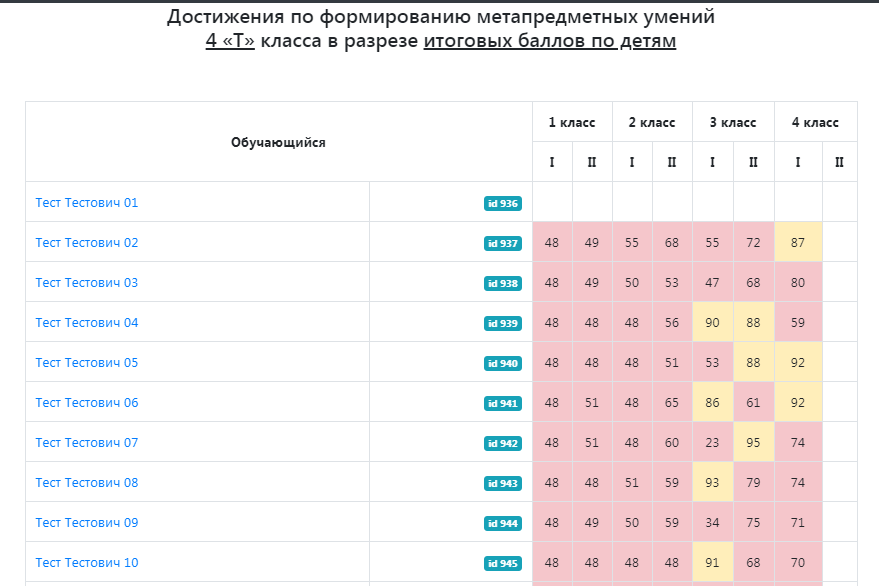 Достижения по формированию метапредметных умений
4 «Т» класса в разрезе итоговых баллов по детям
Обучающийся 1 класс 2 класс 3 класс 4 класс
I II I II I II I II
Тест Тестович 01 id 936
Тест Тестович 02 id 937 48 49 55 68 55 72 87
Тест Тестович 03 id 938 48 49 50 53 47 68 80
Тест Тестович 04 id 939 48 48 48 56 90 88 59
Тест Тестович 05 id 940 48 48 48 51 53 88 92
Тест Тестович 06 id 941 48 51 48 65 86 61 92
Тест Тестович 07 id 942 48 51 48 60 23 95 74
Тест Тестович 08 id 943 48 48 51 59 93 79 74
Тест Тестович 09 id 944 48 49 50 59 34 75 71
Тест Тестович 10 id 945 48 48 48 48 91 68 70